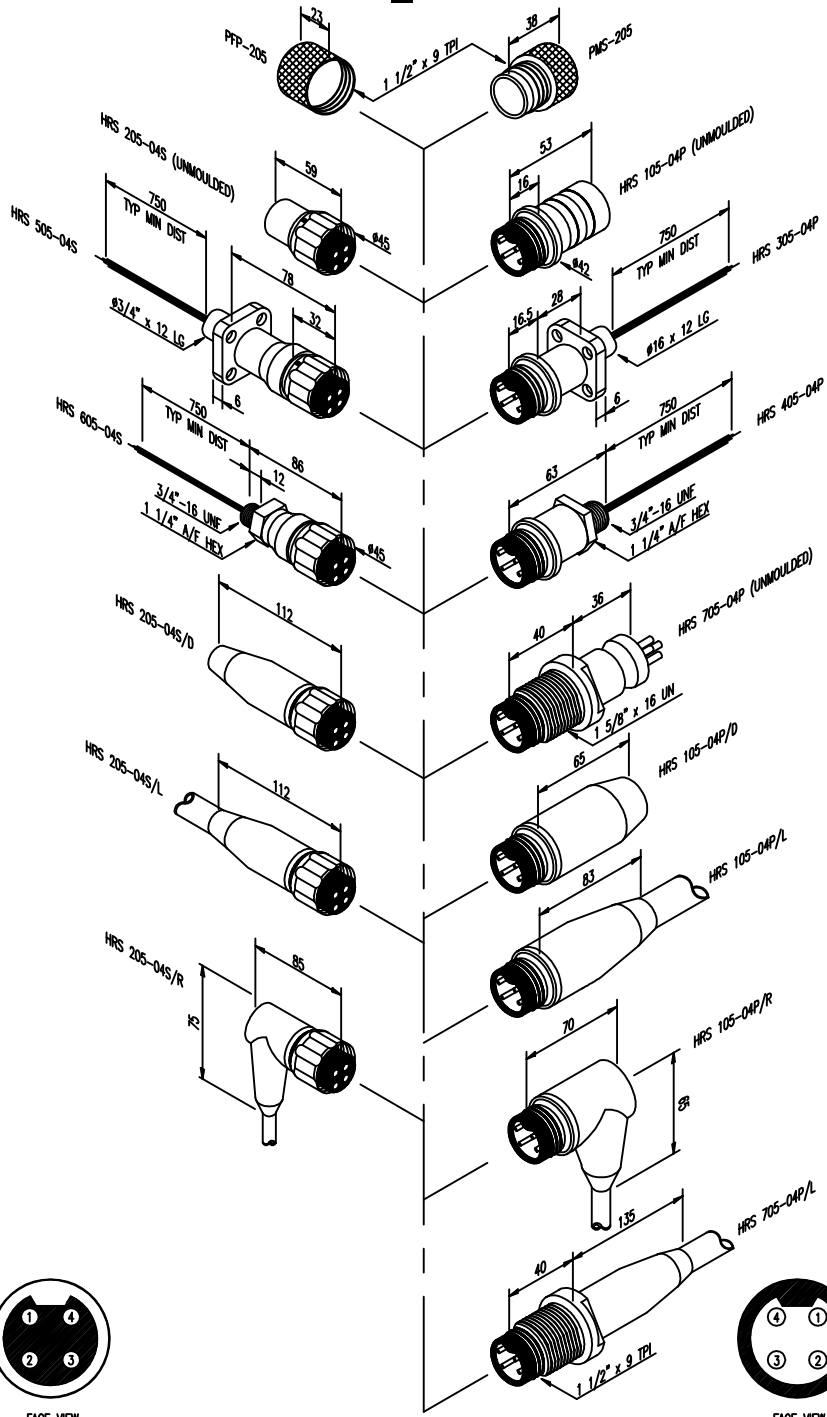 23
38
PFP-205
PMS-205
1 1/2" x 9 TPI
HRS 205-04S (UNMOULDED)
59
ø45
53
16
ø42
HRS 105-04P (UNMOULDED)
HRS 505-04S
750
TYP MIN DIST
78
32
ø3/4" x 12 LG
6
750
TYP MIN DIST
HRS 305-04P
16.5
28
ø16 x 12 LG
6
HRS 605-04S
750
TYP MIN DIST
86
12
3/4"-16 UNF
1 1/4" A/F HEX
ø45
750
TYP MIN DIST
HRS 405-04P
63
3/4"-16 UNF
1 1/4" A/F HEX
HRS 205-04S/D
112
40
36
HRS 705-04P (UNMOULDED)
1 5/8" x 16 UN
HRS 205-04S/L
112
65
HRS 105-04P/D
83
HRS 105-04P/L
HRS 205-04S/R
85
75
70
HRS 105-04P/R
40
135
HRS 705-04P/L
1 1/2" x 9 TPI
1
4
2
3
FACE VIEW
4
1
3
2
FACE VIEW